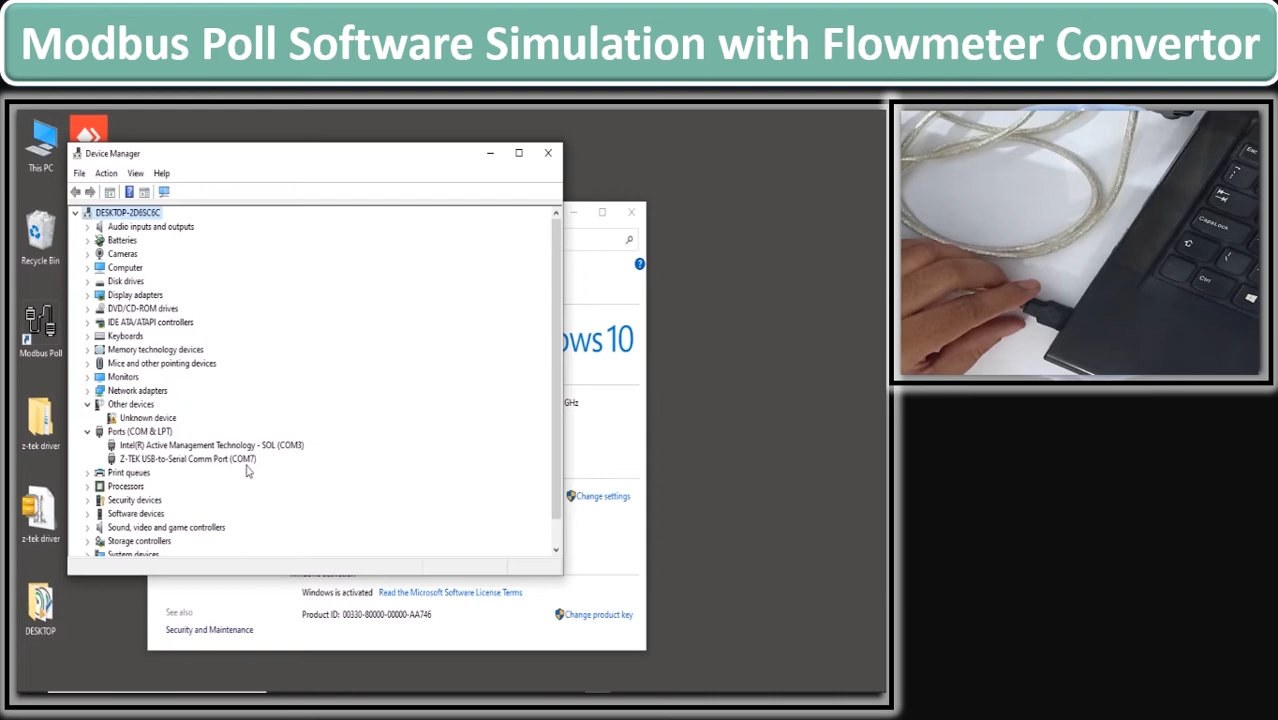 Modbus Poll Software Simulation with Flowmeter Convertor
This PC
Recycle Bin
Modbus Poll
z-tek driver
z-tek driver
DESKTOP
Device Manager
File Action View Help
DESKTOP-2D6SC6C
Audio inputs and outputs
Batteries
Cameras
Computer
Disk drives
Display adapters
DVD/CD-ROM drives
IDE ATA/ATAPI controllers
Keyboards
Memory technology devices
Mice and other pointing devices
Monitors
Network adapters
Other devices
Unknown device
Ports (COM & LPT)
Intel(R) Active Management Technology - SOL (COM3)
Z-TEK USB-to-Serial Comm Port (COM7)
Print queues
Processors
Security devices
Software devices
Sound, video and game controllers
Storage controllers
System devices
ows 10
GHz
Change settings
Windows is activated Read the Microsoft Software License Terms
Product ID: 00330-80000-00000-AA746
Change product key
See also
Security and Maintenance
Esc
CapsLock
Ctrl